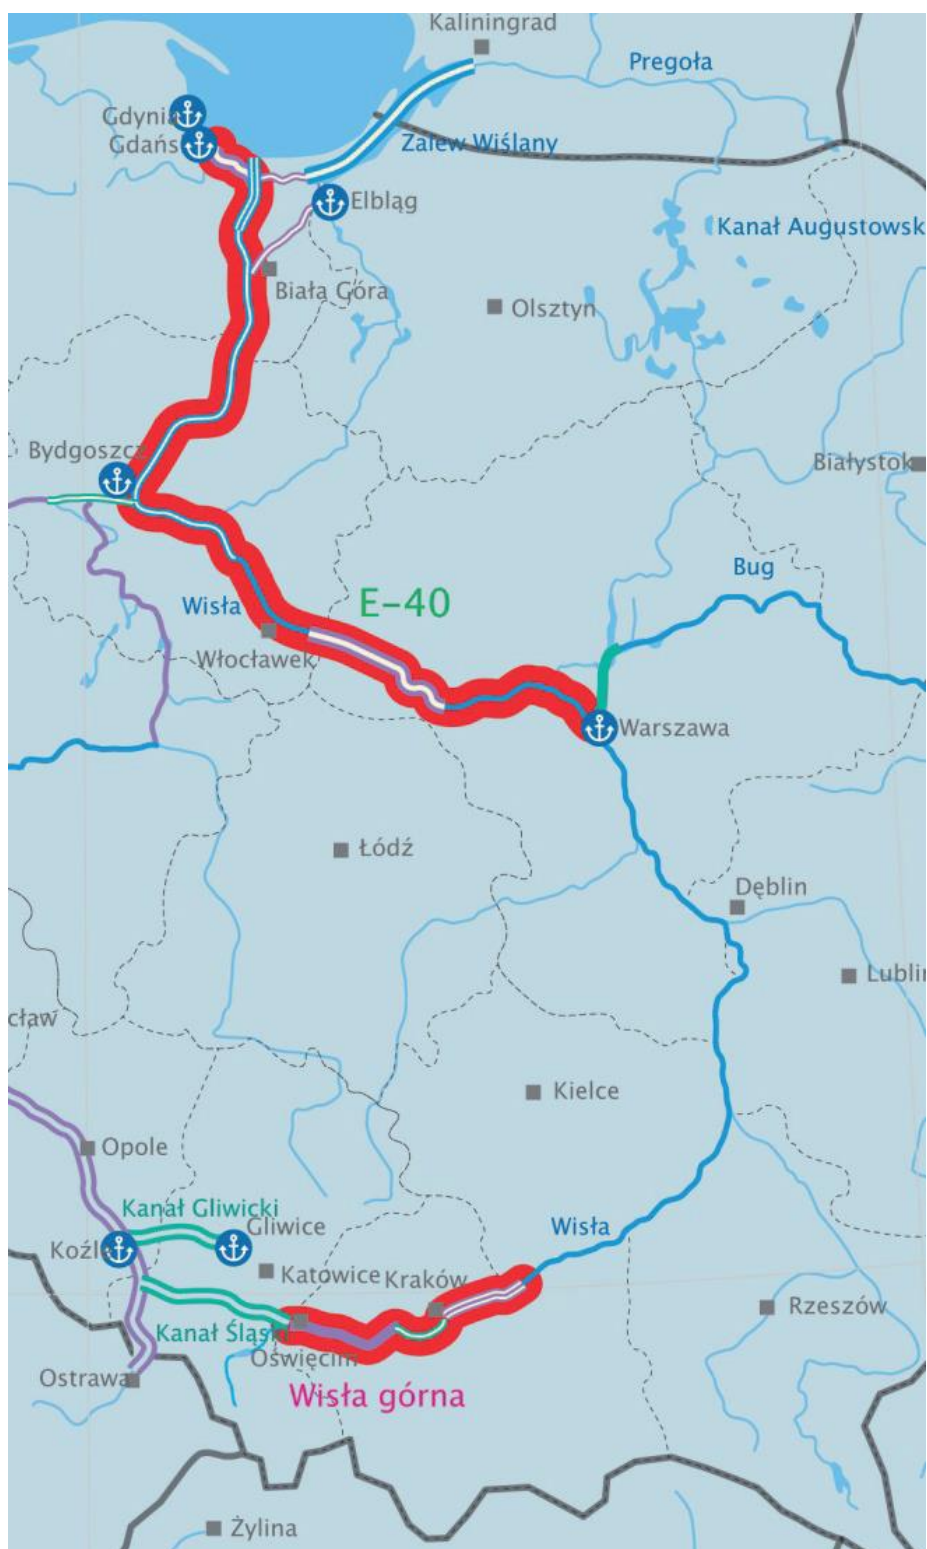 Kaliningrad
Pregoła
Gdynia
Gdańs
Zalew Wiślany
Elbląg
Kanał Augustowsk
Biała Góra
Olsztyn
Bydgoszcz
Białystok
Bug
Wisła
E-40
Włocławek
Warszawa
Łódź
Dęblin
Lublin
cław
Kielce
Opole
Kanał Gliwicki
Gliwice
Wisła
Koźle
Katowice
Kraków
Rzeszów
Kanał Śląski
Oświęcim
Ostrawa
Wisła górna
Żylina